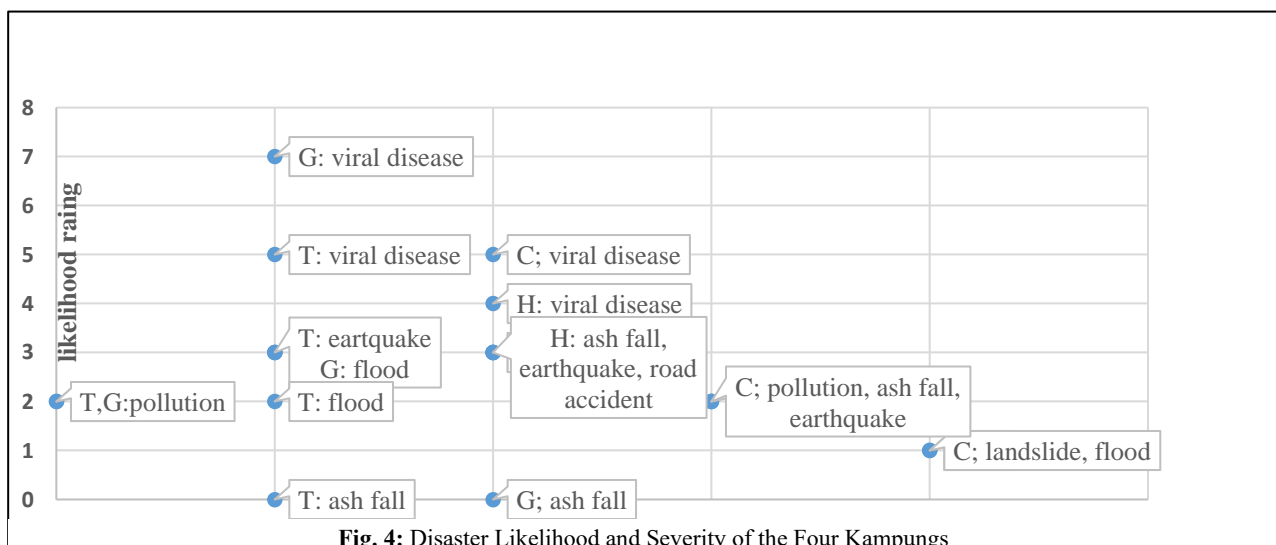 8
7
6
5
4
3
2
1
0
likelihood raing
G: viral disease
T: viral disease
C; viral disease
H: viral disease
T: eartquake
G: flood
H: ash fall,
earthquake, road
accident
T,G:pollution
T: flood
C; pollution, ash fall,
earthquake
C; landslide, flood
T: ash fall
G; ash fall
Fig. 4: Disaster Likelihood and Severity of the Four Kampungs